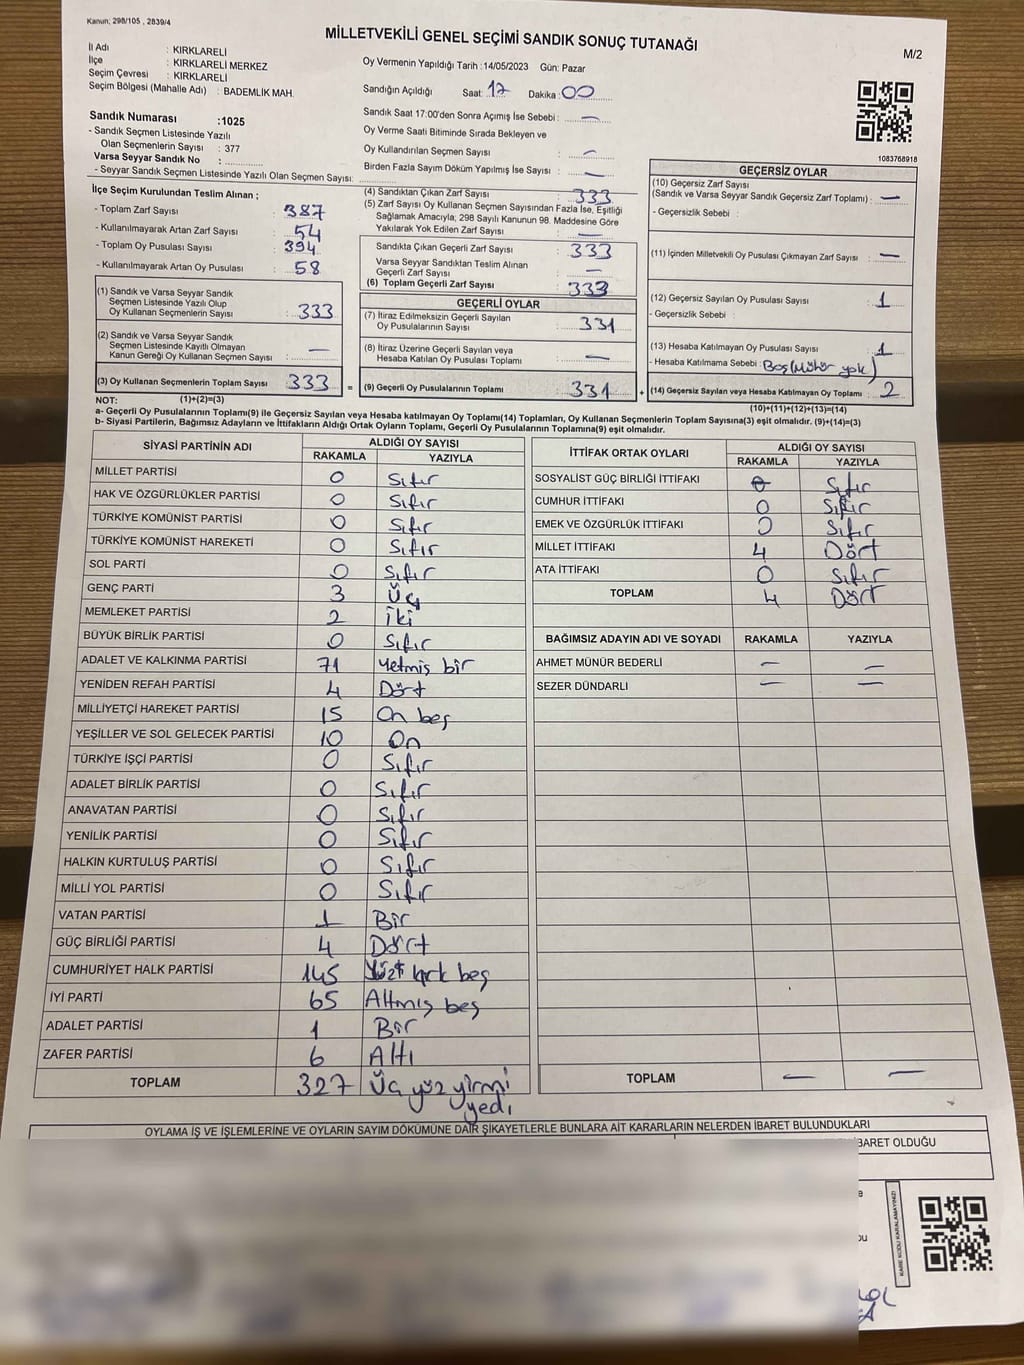 Kanun; 298/105 , 2839/4
MİLLETVEKİLİ GENEL SEÇİMİ SANDIK SONUÇ TUTANAĞI
M/2
İl Adı : KIRKLARELİ
İlçe : KIRKLARELİ MERKEZ
Seçim Çevresi : KIRKLARELİ
Seçim Bölgesi (Mahalle Adı) : BADEMLİK MAH.
Oy Vermenin Yapıldığı Tarih :14/05/2023 Gün: Pazar
Sandığın Açıldığı Saat: 17 Dakika: 00
Sandık Saat 17:00'den Sonra Açımış İse Sebebi : —
Oy Verme Saati Bitiminde Sırada Bekleyen ve
Oy Kullandırılan Seçmen Sayısı : —
Birden Fazla Sayım Döküm Yapılmış İse Sayısı : —
Sandık Numarası :1025
- Sandık Seçmen Listesinde Yazılı
Olan Seçmenlerin Sayısı : 377
Varsa Seyyar Sandık No :
- Seyyar Sandık Listesinde Yazılı Olan Seçmen Sayısı:
1083768918
İlçe Seçim Kurulundan Teslim Alınan ;
- Toplam Zarf Sayısı : 387
- Kullanılmayarak Artan Zarf Sayısı : 54
- Toplam Oy Pusulası Sayısı : 394
- Kullanılmayarak Artan Oy Pusulası : 58
(1) Sandık ve Varsa Seyyar Sandık
Seçmen Listesinde Yazılı Olup
Oy Kullanan Seçmenlerin Sayısı : 333
(2) Sandık ve Varsa Seyyar Sandık
Seçmen Listesinde Kayıtlı Olmayan
Kanun Gereği Oy Kullanan Seçmen Sayısı : —
(3) Oy Kullanan Seçmenlerin Toplam Sayısı 333 =
(4) Sandıktan Çıkan Zarf Sayısı : 333
(5) Zarf Sayısı Oy Kullanan Seçmen Sayısından Fazla İse, Eşitliği
Sağlamak Amacıyla; 298 Sayılı Kanunun 98. Maddesine Göre
Yakılarak Yok Edilen Zarf Sayısı : —
Sandıkta Çıkan Geçerli Zarf Sayısı : 333
Varsa Seyyar Sandıktan Teslim Alınan
Geçerli Zarf Sayısı : —
(6) Toplam Geçerli Zarf Sayısı : 333
GEÇERLİ OYLAR
(7) İtiraz Edilmeksizin Geçerli Sayılan
Oy Pusulalarının Sayısı : 331
(8) İtiraz Üzerine Geçerli Sayılan veya
Hesaba Katılan Oy Pusulası Toplamı : —
(9) Geçerli Oy Pusulalarının Toplamı 331 +
GEÇERSİZ OYLAR
(10) Geçersiz Zarf Sayısı
(Sandık ve Varsa Seyyar Sandık Geçersiz Zarf Toplamı) : —
- Geçersizlik Sebebi :
(11) İçinden Milletvekili Oy Pusulası Çıkmayan Zarf Sayısı : —
(12) Geçersiz Sayılan Oy Pusulası Sayısı : 1
- Geçersizlik Sebebi :
(13) Hesaba Katılmayan Oy Pusulası Sayısı : 1
- Hesaba Katılmama Sebebi : Boş (Mühür yok)
(14) Geçersiz Sayılan veya Hesaba Katılmayan Oy Toplamı : 2
NOT: (1)+(2)=(3)
(10)+(11)+(12)+(13)=(14)
a- Geçerli Oy Pusulalarının Toplamı(9) ile Geçersiz Sayılan veya Hesaba katılmayan Oy Toplamı(14) Toplamları, Oy Kullanan Seçmenlerin Toplam Sayısına(3) eşit olmalıdır. (9)+(14)=(3)
b- Siyasi Partilerin, Bağımsız Adayların ve İttifakların Aldığı Ortak Oyların Toplamı, Geçerli Oy Pusulalarının Toplamına(9) eşit olmalıdır.
SİYASİ PARTİNİN ADI ALDIĞI OY SAYISI
RAKAMLA YAZIYLA
MİLLET PARTİSİ 0 Sıfır
HAK VE ÖZGÜRLÜKLER PARTİSİ 0 Sıfır
TÜRKİYE KOMÜNİST PARTİSİ 0 Sıfır
TÜRKİYE KOMÜNİST HAREKETİ 0 Sıfır
SOL PARTİ 0 Sıfır
GENÇ PARTİ 3 Üç
MEMLEKET PARTİSİ 2 İki
BÜYÜK BİRLİK PARTİSİ 0 Sıfır
ADALET VE KALKINMA PARTİSİ 71 Yetmiş bir
YENİDEN REFAH PARTİSİ 4 Dört
MİLLİYETÇİ HAREKET PARTİSİ 15 On beş
YEŞİLLER VE SOL GELECEK PARTİSİ 10 On
TÜRKİYE İŞÇİ PARTİSİ 0 Sıfır
ADALET BİRLİK PARTİSİ 0 Sıfır
ANAVATAN PARTİSİ 0 Sıfır
YENİLİK PARTİSİ 0 Sıfır
HALKIN KURTULUŞ PARTİSİ 0 Sıfır
MİLLİ YOL PARTİSİ 0 Sıfır
VATAN PARTİSİ 1 Bir
GÜÇ BİRLİĞİ PARTİSİ 4 Dört
CUMHURİYET HALK PARTİSİ 145 Yüz kırk beş
İYİ PARTİ 65 Altmış beş
ADALET PARTİSİ 1 Bir
ZAFER PARTİSİ 6 Altı
TOPLAM 327 Üç yüz yirmi
yedi
İTTİFAK ORTAK OYLARI ALDIĞI OY SAYISI
RAKAMLA YAZIYLA
SOSYALİST GÜÇ BİRLİĞİ İTTİFAKI 0 Sıfır
CUMHUR İTTİFAKI 0 Sıfır
EMEK VE ÖZGÜRLÜK İTTİFAKI 0 Sıfır
MİLLET İTTİFAKI 4 Dört
ATA İTTİFAKI 0 Sıfır
TOPLAM 4 Dört
BAĞIMSIZ ADAYIN ADI VE SOYADI RAKAMLA YAZIYLA
AHMET MÜNÜR BEDERLİ — —
SEZER DÜNDARLI — —
TOPLAM — —
OYLAMA İŞ VE İŞLEMLERİNE VE OYLARIN SAYIM DÖKÜMÜNE DAİR ŞİKAYETLERLE BUNLARA AİT KARARLARIN NELERDEN İBARET BULUNDUKLARI
İBARET OLDUĞU
KARE KODU KARALAMAYINIZ!